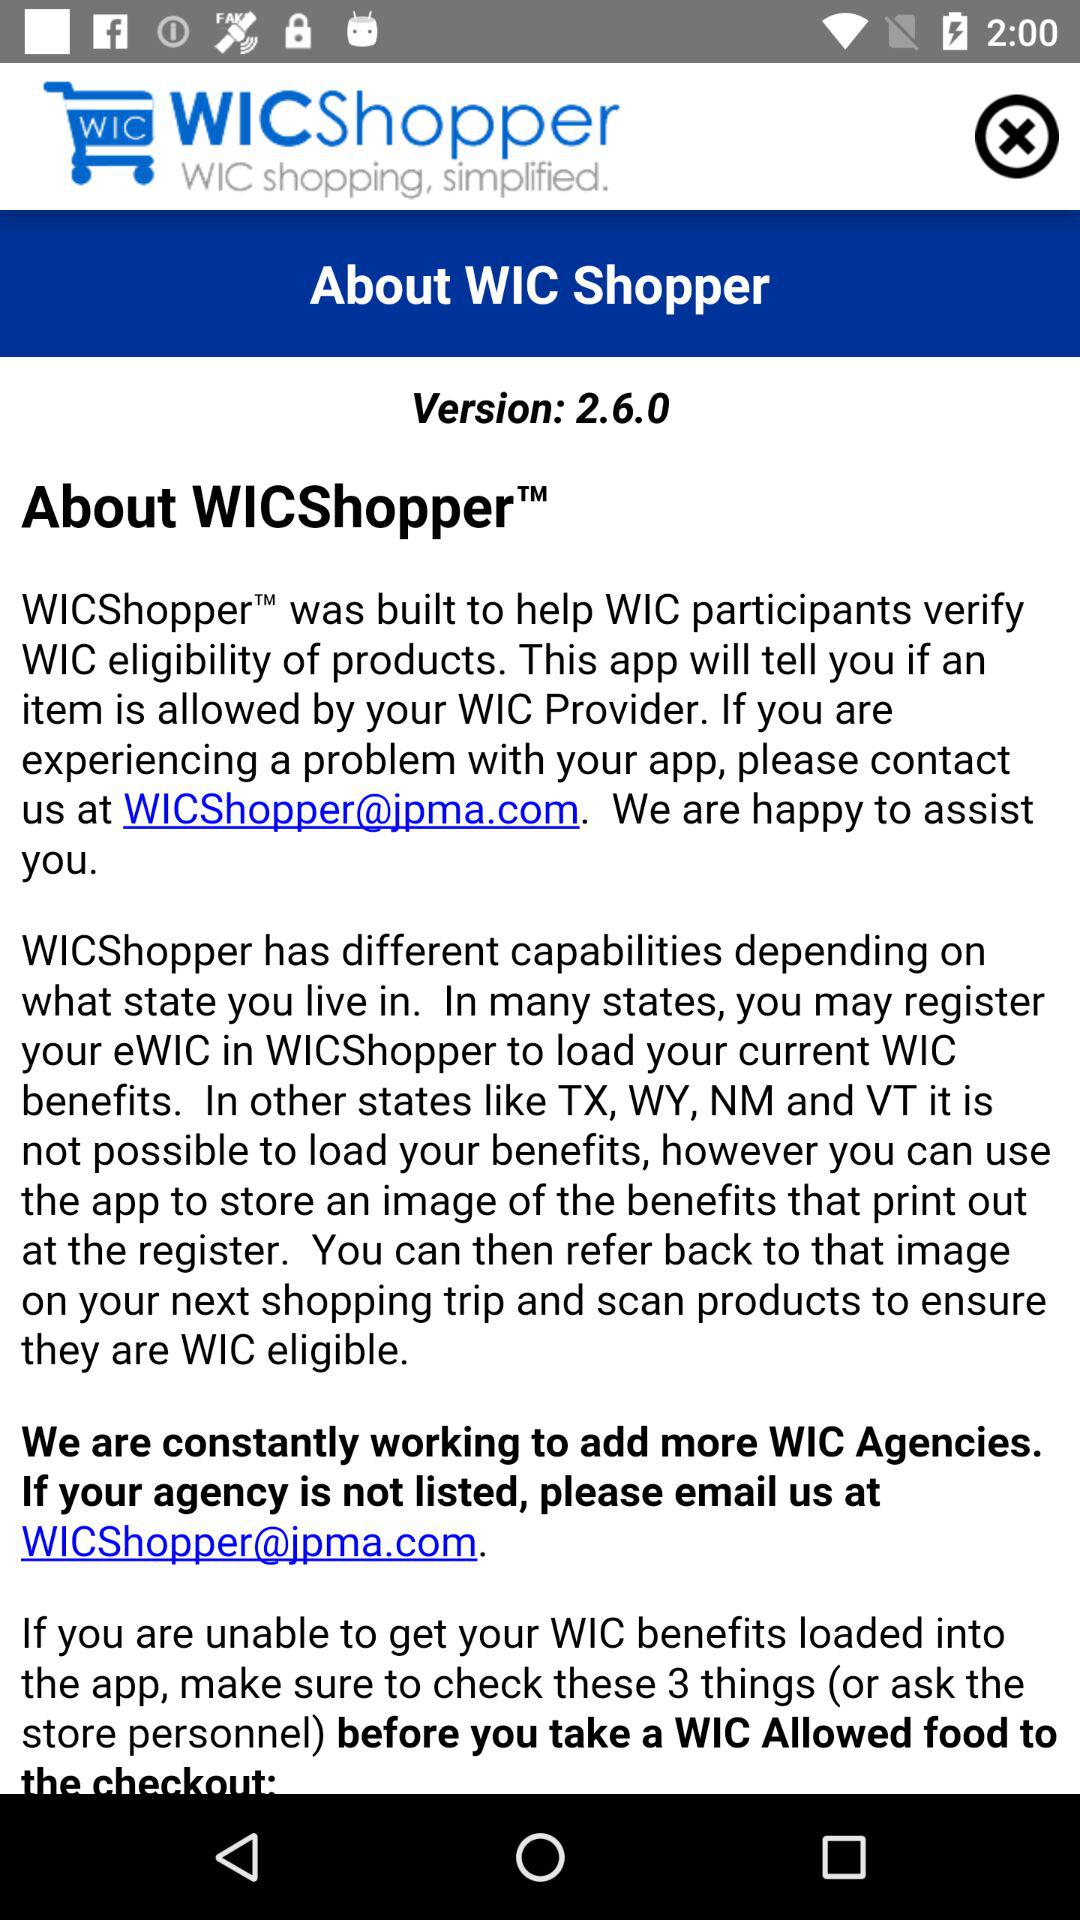 FAKE
2:00
WIC WICShopper
WIC shopping, simplified.
About WIC Shopper
Version: 2.6.0
About WICShopper™
WICShopper™ was built to help WIC participants verify
WIC eligibility of products. This app will tell you if an
item is allowed by your WIC Provider. If you are
experiencing a problem with your app, please contact
us at WICShopper@jpma.com.  We are happy to assist
you.
WICShopper has different capabilities depending on
what state you live in.  In many states, you may register
your eWIC in WICShopper to load your current WIC
benefits.  In other states like TX, WY, NM and VT it is
not possible to load your benefits, however you can use
the app to store an image of the benefits that print out
at the register.  You can then refer back to that image
on your next shopping trip and scan products to ensure
they are WIC eligible.
We are constantly working to add more WIC Agencies.
If your agency is not listed, please email us at
WICShopper@jpma.com.
If you are unable to get your WIC benefits loaded into
the app, make sure to check these 3 things (or ask the
store personnel) before you take a WIC Allowed food to
the checkout: